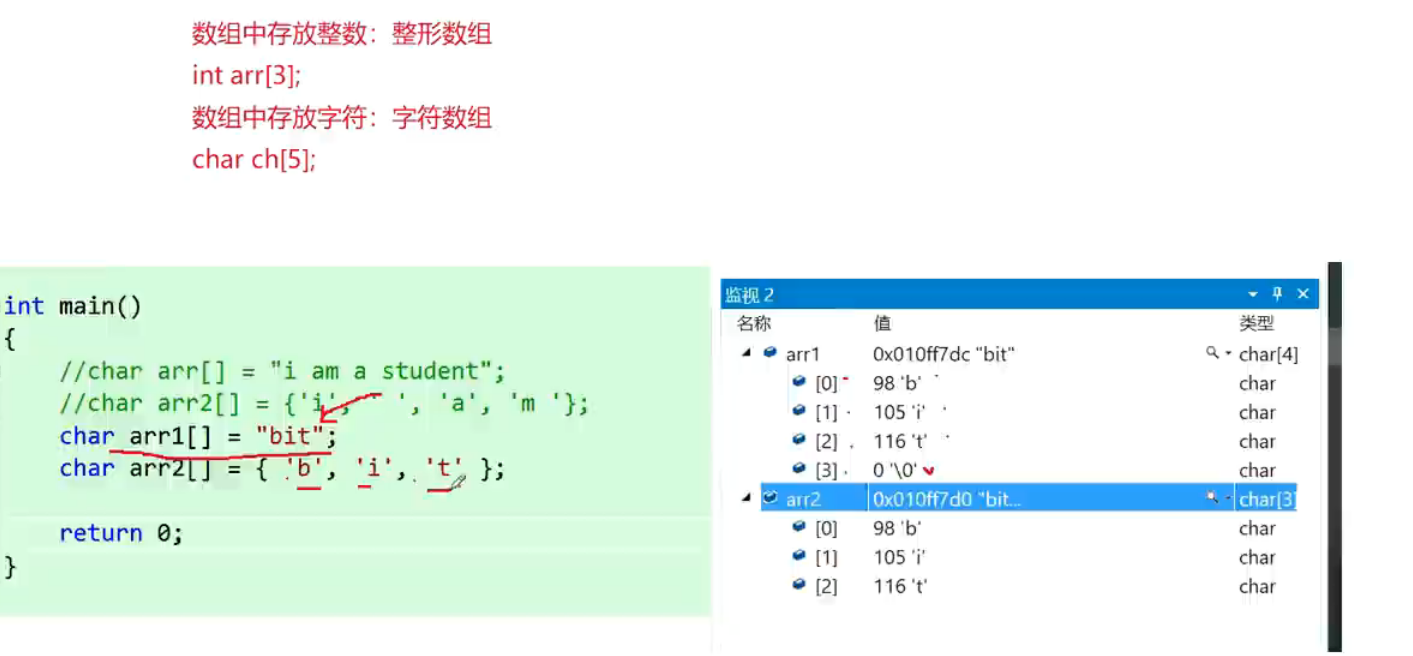 数组中存放整数：整形数组
int arr[3];
数组中存放字符：字符数组
char ch[5];
int main()
{
//char arr[] = "i am a student";
//char arr2[] = {'i', ' ', 'a', 'm '};
char arr1[] = "bit";
char arr2[] = { 'b', 'i', 't' };
return 0;
}
监视 2
名称 值 类型
arr1 0x010ff7dc "bit" char[4]
[0] 98 'b' char
[1] 105 'i' char
[2] 116 't' char
[3] 0 '\0' char
arr2 0x010ff7d0 "bit... char[3]
[0] 98 'b' char
[1] 105 'i' char
[2] 116 't' char